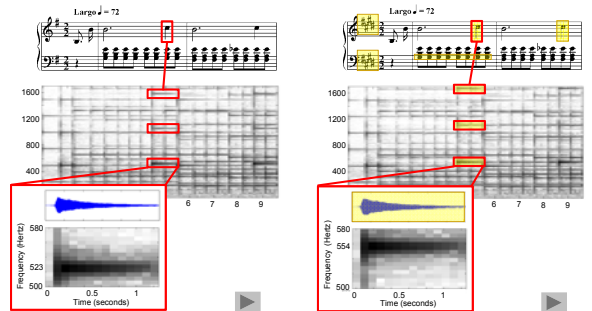 Largo ♩ = 72
1600
1200
800
400
6 7 8 9
Frequency (Hertz)
580
523
500
0 0.5 1
Time (seconds)
Largo ♩ = 72
1600
1200
800
400
6 7 8 9
Frequency (Hertz)
580
554
500
0 0.5 1
Time (seconds)